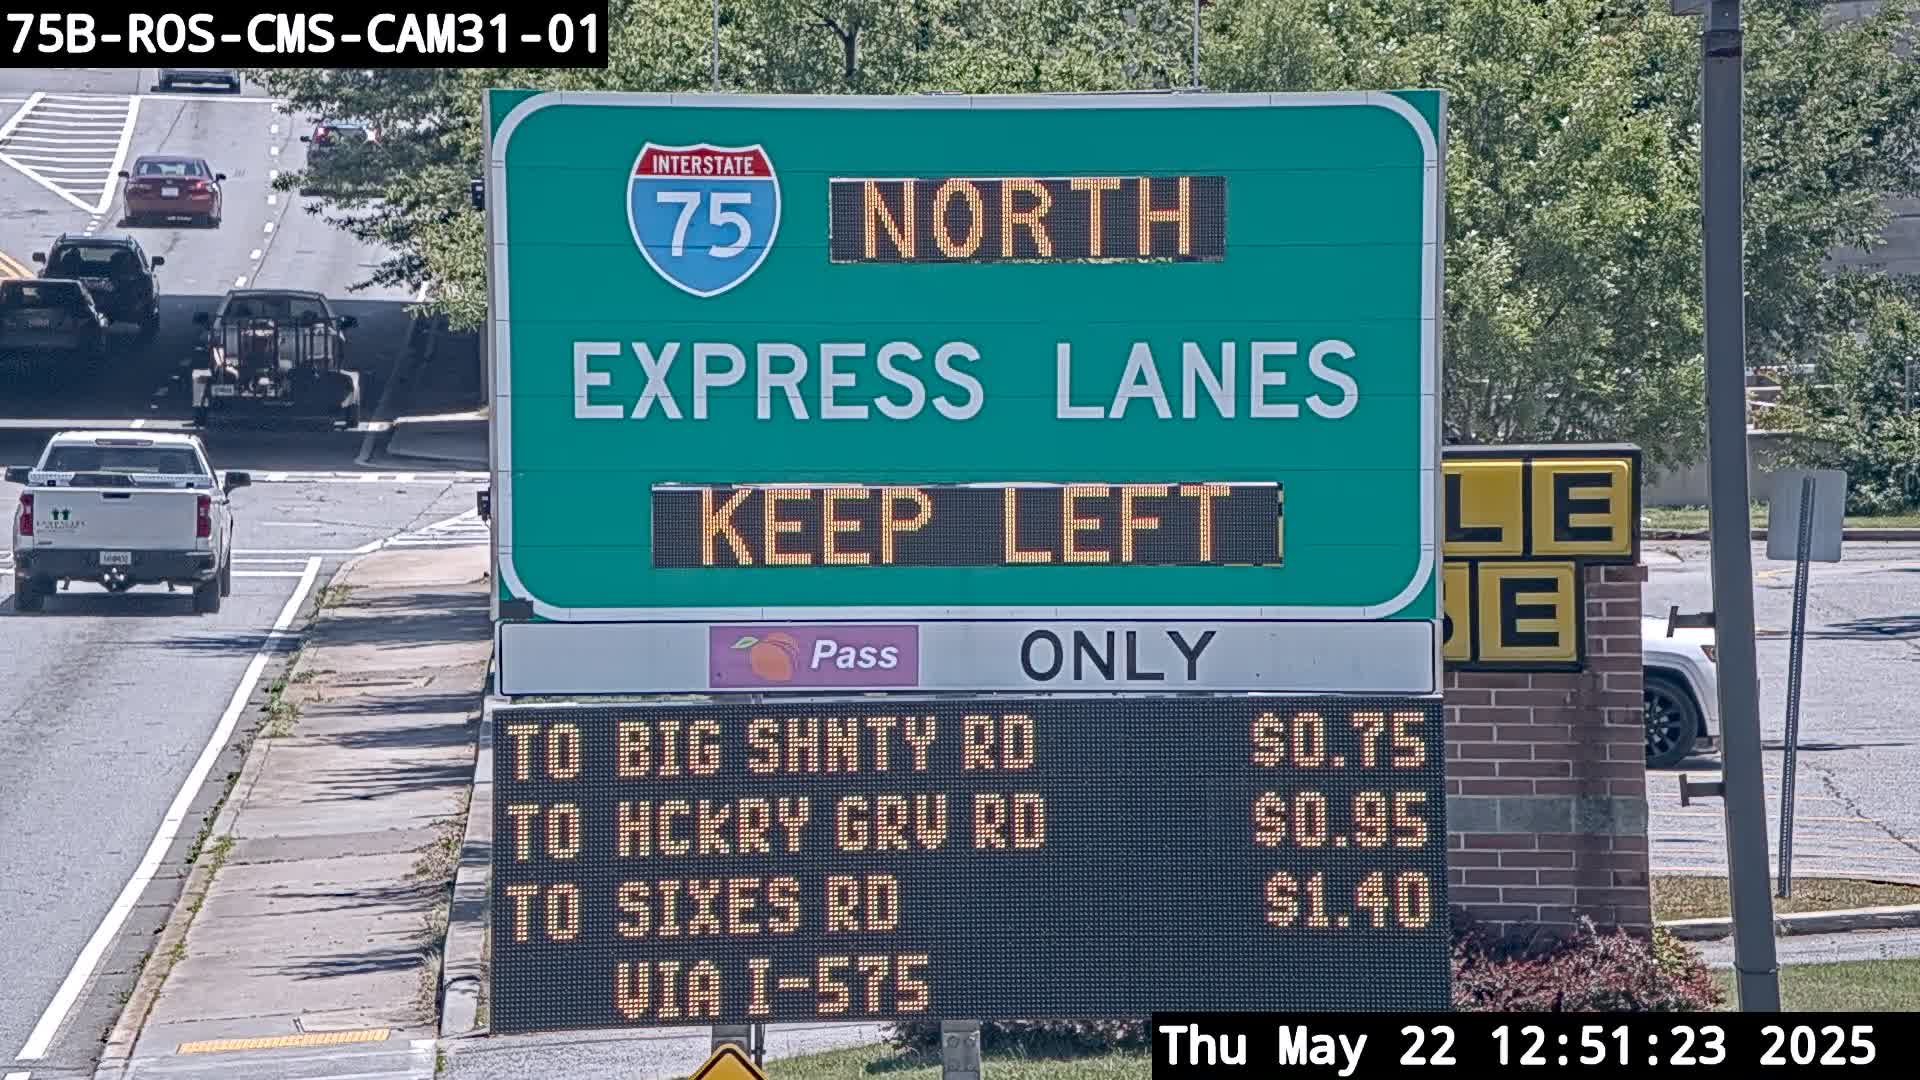 75B-ROS-CMS-CAM31-01
INTERSTATE
75
NORTH
EXPRESS LANES
KEEP LEFT
Pass ONLY
TO BIG SHNTY RD $0.75
TO HCKRY GRV RD $0.95
TO SIXES RD $1.40
VIA I-575
LE
E
Thu May 22 12:51:23 2025